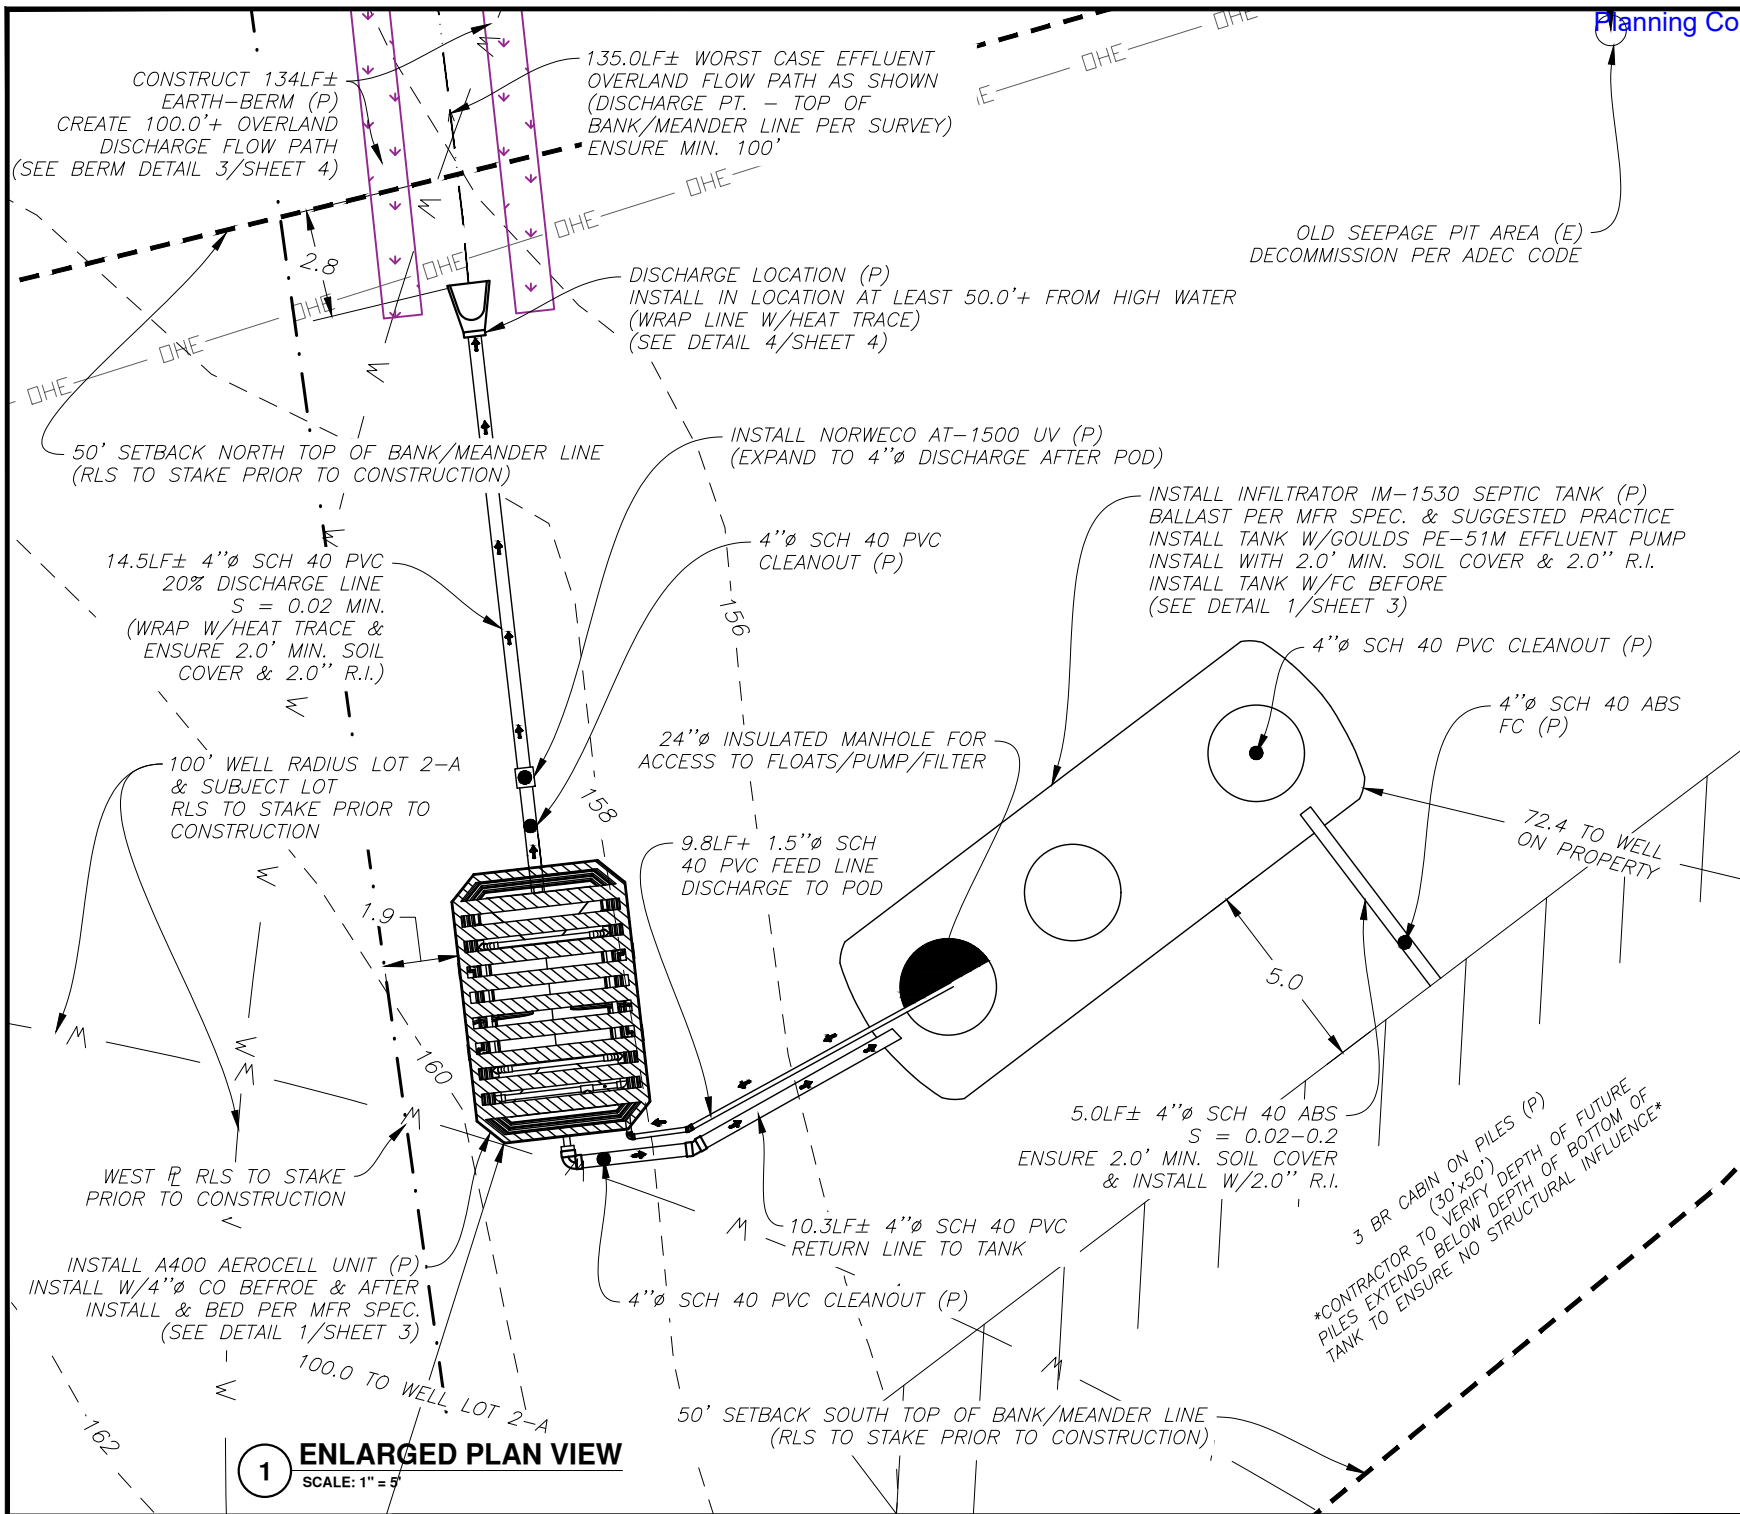 Planning Co
CONSTRUCT 134LF±
EARTH-BERM (P)
CREATE 100.0'+ OVERLAND
DISCHARGE FLOW PATH
(SEE BERM DETAIL 3/SHEET 4)
135.0LF± WORST CASE EFFLUENT
OVERLAND FLOW PATH AS SHOWN
(DISCHARGE PT. - TOP OF
BANK/MEANDER LINE PER SURVEY)
ENSURE MIN. 100'
OHE
OHE
OHE
OHE
OHE
OHE
OHE
OHE
OHE
OLD SEEPAGE PIT AREA (E)
DECOMMISSION PER ADEC CODE
2.8
DISCHARGE LOCATION (P)
INSTALL IN LOCATION AT LEAST 50.0'+ FROM HIGH WATER
(WRAP LINE W/HEAT TRACE)
(SEE DETAIL 4/SHEET 4)
50' SETBACK NORTH TOP OF BANK/MEANDER LINE
(RLS TO STAKE PRIOR TO CONSTRUCTION)
INSTALL NORWECO AT-1500 UV (P)
(EXPAND TO 4''ø DISCHARGE AFTER POD)
INSTALL INFILTRATOR IM-1530 SEPTIC TANK (P)
BALLAST PER MFR SPEC. & SUGGESTED PRACTICE
INSTALL TANK W/GOULDS PE-51M EFFLUENT PUMP
INSTALL WITH 2.0' MIN. SOIL COVER & 2.0'' R.I.
INSTALL TANK W/FC BEFORE
(SEE DETAIL 1/SHEET 3)
4''ø SCH 40 PVC
CLEANOUT (P)
14.5LF± 4''ø SCH 40 PVC
20% DISCHARGE LINE
S = 0.02 MIN.
(WRAP W/HEAT TRACE &
ENSURE 2.0' MIN. SOIL
COVER & 2.0'' R.I.)
156
4''ø SCH 40 PVC CLEANOUT (P)
4''ø SCH 40 ABS
FC (P)
24''ø INSULATED MANHOLE FOR
ACCESS TO FLOATS/PUMP/FILTER
100' WELL RADIUS LOT 2-A
& SUBJECT LOT
RLS TO STAKE PRIOR TO
CONSTRUCTION
158
72.4 TO WELL
ON PROPERTY
9.8LF+ 1.5''ø SCH
40 PVC FEED LINE
DISCHARGE TO POD
1.9
5.0
160
5.0LF± 4''ø SCH 40 ABS
S = 0.02-0.2
ENSURE 2.0' MIN. SOIL COVER
& INSTALL W/2.0'' R.I.
WEST ⅊ RLS TO STAKE
PRIOR TO CONSTRUCTION
3 BR CABIN ON PILES (P)
(30'x50')
*CONTRACTOR TO VERIFY DEPTH OF FUTURE
PILES EXTENDS BELOW DEPTH OF BOTTOM OF
TANK TO ENSURE NO STRUCTURAL INFLUENCE*
10.3LF± 4''ø SCH 40 PVC
RETURN LINE TO TANK
INSTALL A400 AEROCELL UNIT (P)
INSTALL W/4''ø CO BEFROE & AFTER
INSTALL & BED PER MFR SPEC.
(SEE DETAIL 1/SHEET 3)
4''ø SCH 40 PVC CLEANOUT (P)
100.0 TO WELL LOT 2-A
162
50' SETBACK SOUTH TOP OF BANK/MEANDER LINE
(RLS TO STAKE PRIOR TO CONSTRUCTION)
1
ENLARGED PLAN VIEW
SCALE: 1" = 5'